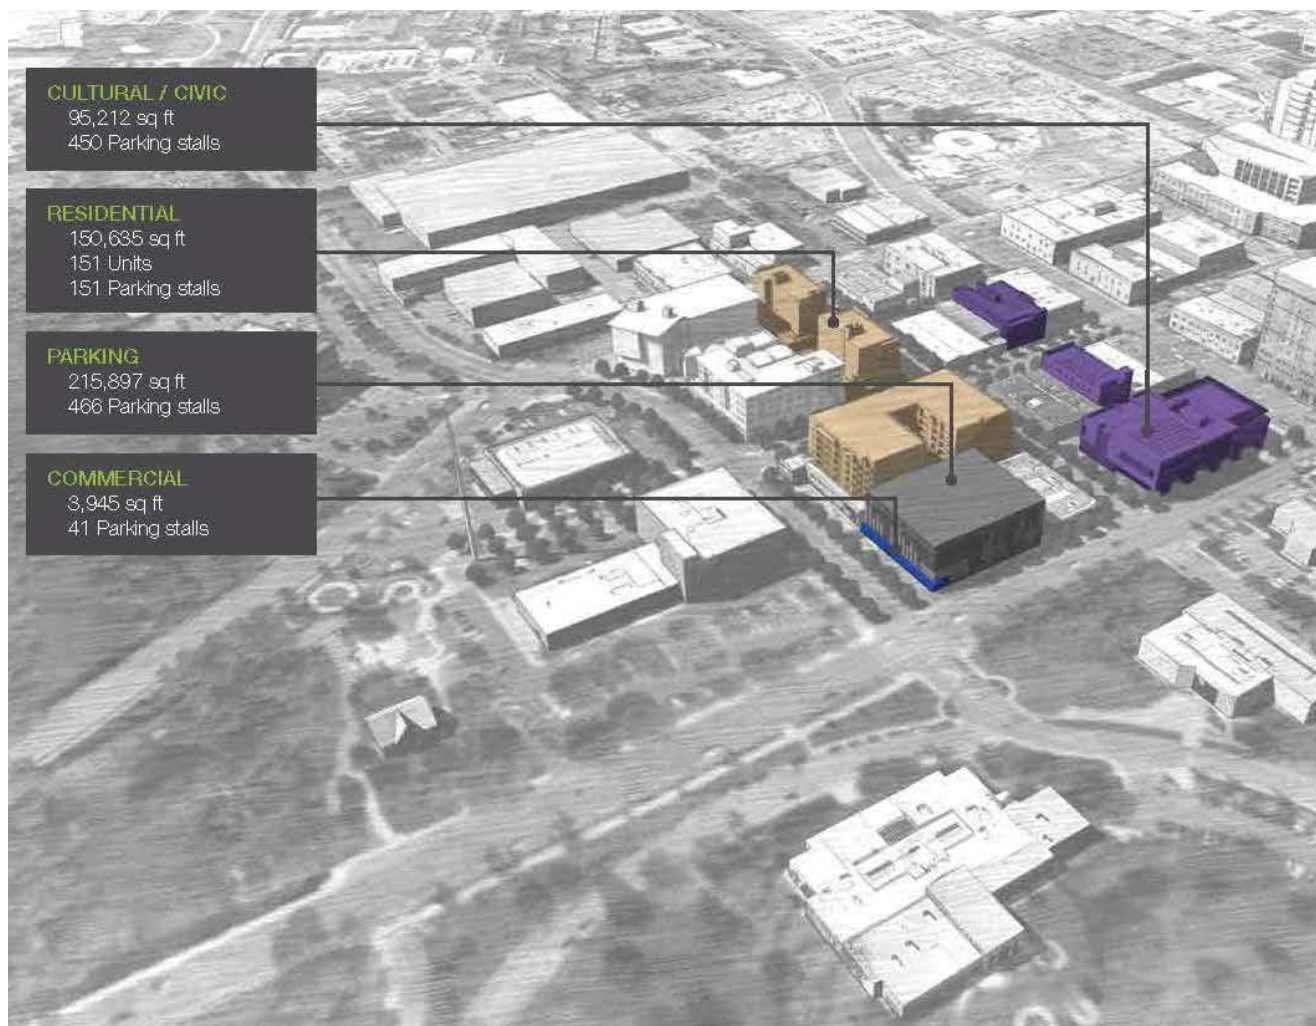 CULTURAL / CIVIC
95,212 sq ft
450 Parking stalls
RESIDENTIAL
150,635 sq ft
151 Units
151 Parking stalls
PARKING
215,897 sq ft
466 Parking stalls
COMMERCIAL
3,945 sq ft
41 Parking stalls